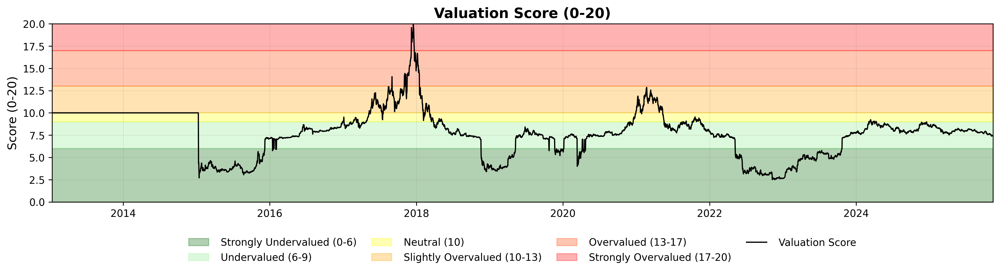 Valuation Score (0-20)
Score (0-20)
20.0
17.5
15.0
12.5
10.0
7.5
5.0
2.5
0.0
2014 2016 2018 2020 2022 2024
Strongly Undervalued (0-6) Neutral (10) Overvalued (13-17) Valuation Score
Undervalued (6-9) Slightly Overvalued (10-13) Strongly Overvalued (17-20)